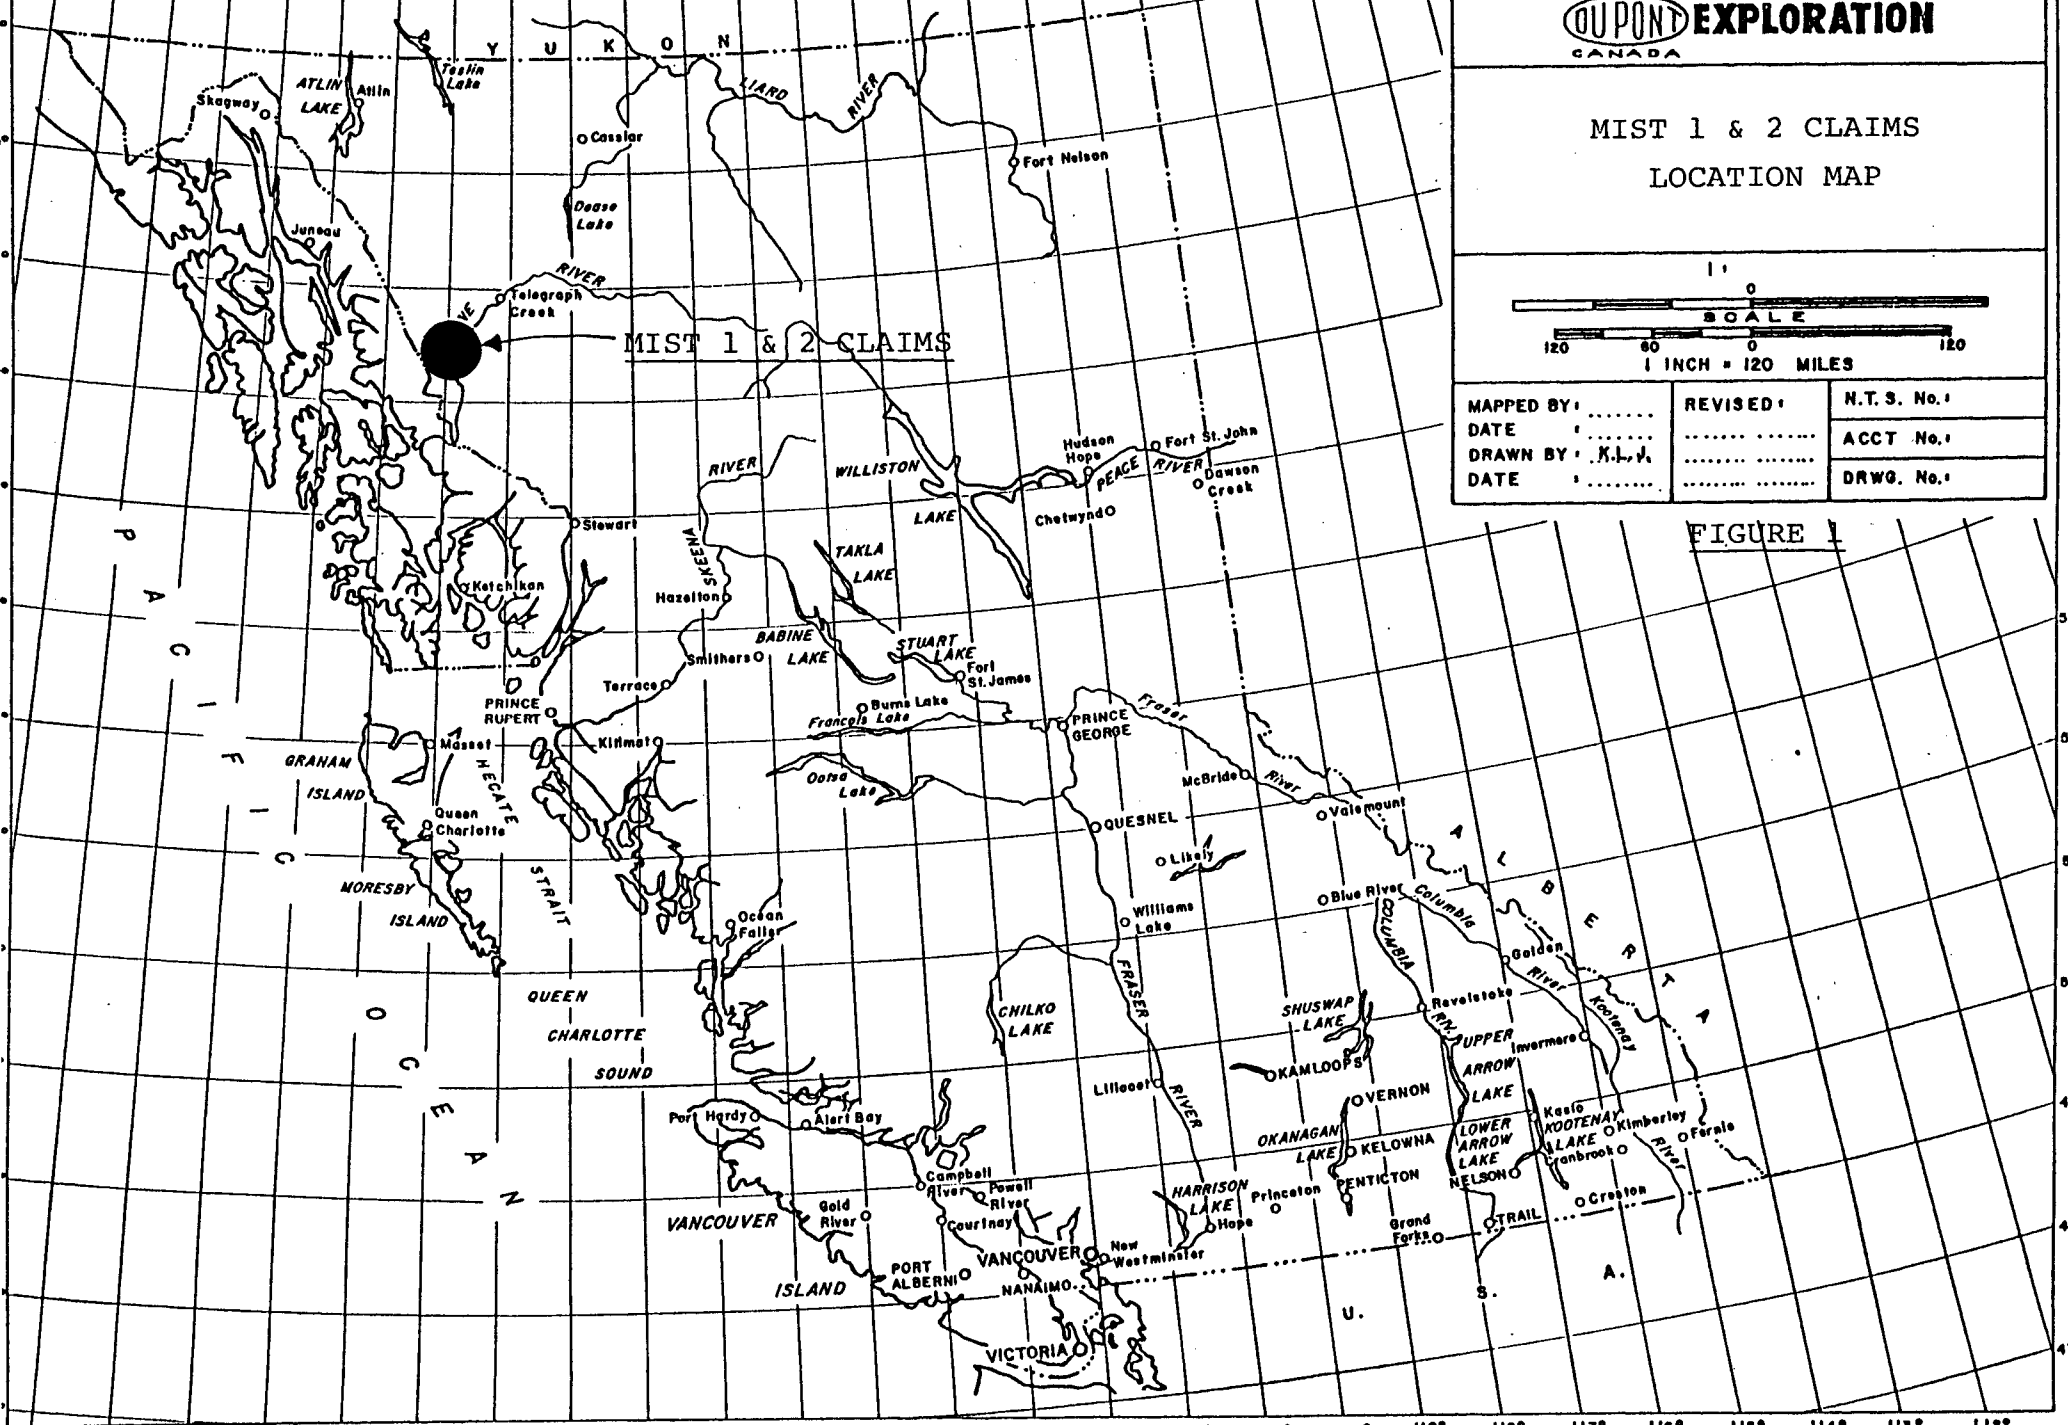 DU PONT EXPLORATION
CANADA
MIST 1 & 2 CLAIMS
LOCATION MAP
0
SCALE
120 60 0 120
1 INCH = 120 MILES
MAPPED BY: .......
DATE : .......
DRAWN BY: K.L.J.
DATE : ........
REVISED:
N.T.S. No.:
ACCT No.:
DRWG. No.:
FIGURE 1
YUKON
Teslin
Lake
ATLIN
LAKE
Atlin
Skagway
LIARD
RIVER
Cassiar
Fort Nelson
Dease
Lake
Juneau
RIVER
Telegraph
Creek
MIST 1 & 2 CLAIMS
Hudson
Hope
Fort St. John
PEACE RIVER
Dawson
Creek
Chetwynd
WILLISTON
LAKE
RIVER
SKEENA
Stewart
TAKLA
LAKE
Ketchikan
Hazelton
BABINE
LAKE
STUART
LAKE
Smithers
Fort
St. James
Terrace
PRINCE
RUPERT
Burns Lake
Francois Lake
PRINCE
GEORGE
Fraser
River
Masset
Kitimat
GRAHAM
ISLAND
HECATE
STRAIT
Ootsa
Lake
McBride
Valemount
Queen
Charlotte
QUESNEL
Likely
ALBERTA
MORESBY
ISLAND
Ocean
Falls
Williams
Lake
Blue River
Columbia
River
COLUMBIA
RIV.
Golden
PACIFIC
OCEAN
QUEEN
CHARLOTTE
SOUND
CHILKO
LAKE
FRASER
RIVER
SHUSWAP
LAKE
Revelstoke
Kootenay
River
UPPER
ARROW
LAKE
Invermere
KAMLOOPS
Lillooet
VERNON
Port Hardy
Alert Bay
OKANAGAN
LAKE
KELOWNA
LOWER
ARROW
LAKE
Kaslo
KOOTENAY
LAKE
Kimberley
Fernie
Cranbrook
NELSON
Campbell
River
Powell
River
HARRISON
LAKE
Princeton
PENTICTON
Creston
VANCOUVER
ISLAND
Gold
River
Courtnay
Hope
Grand
Forks
TRAIL
VANCOUVER
New
Westminster
PORT
ALBERNI
NANAIMO
U. S. A.
VICTORIA